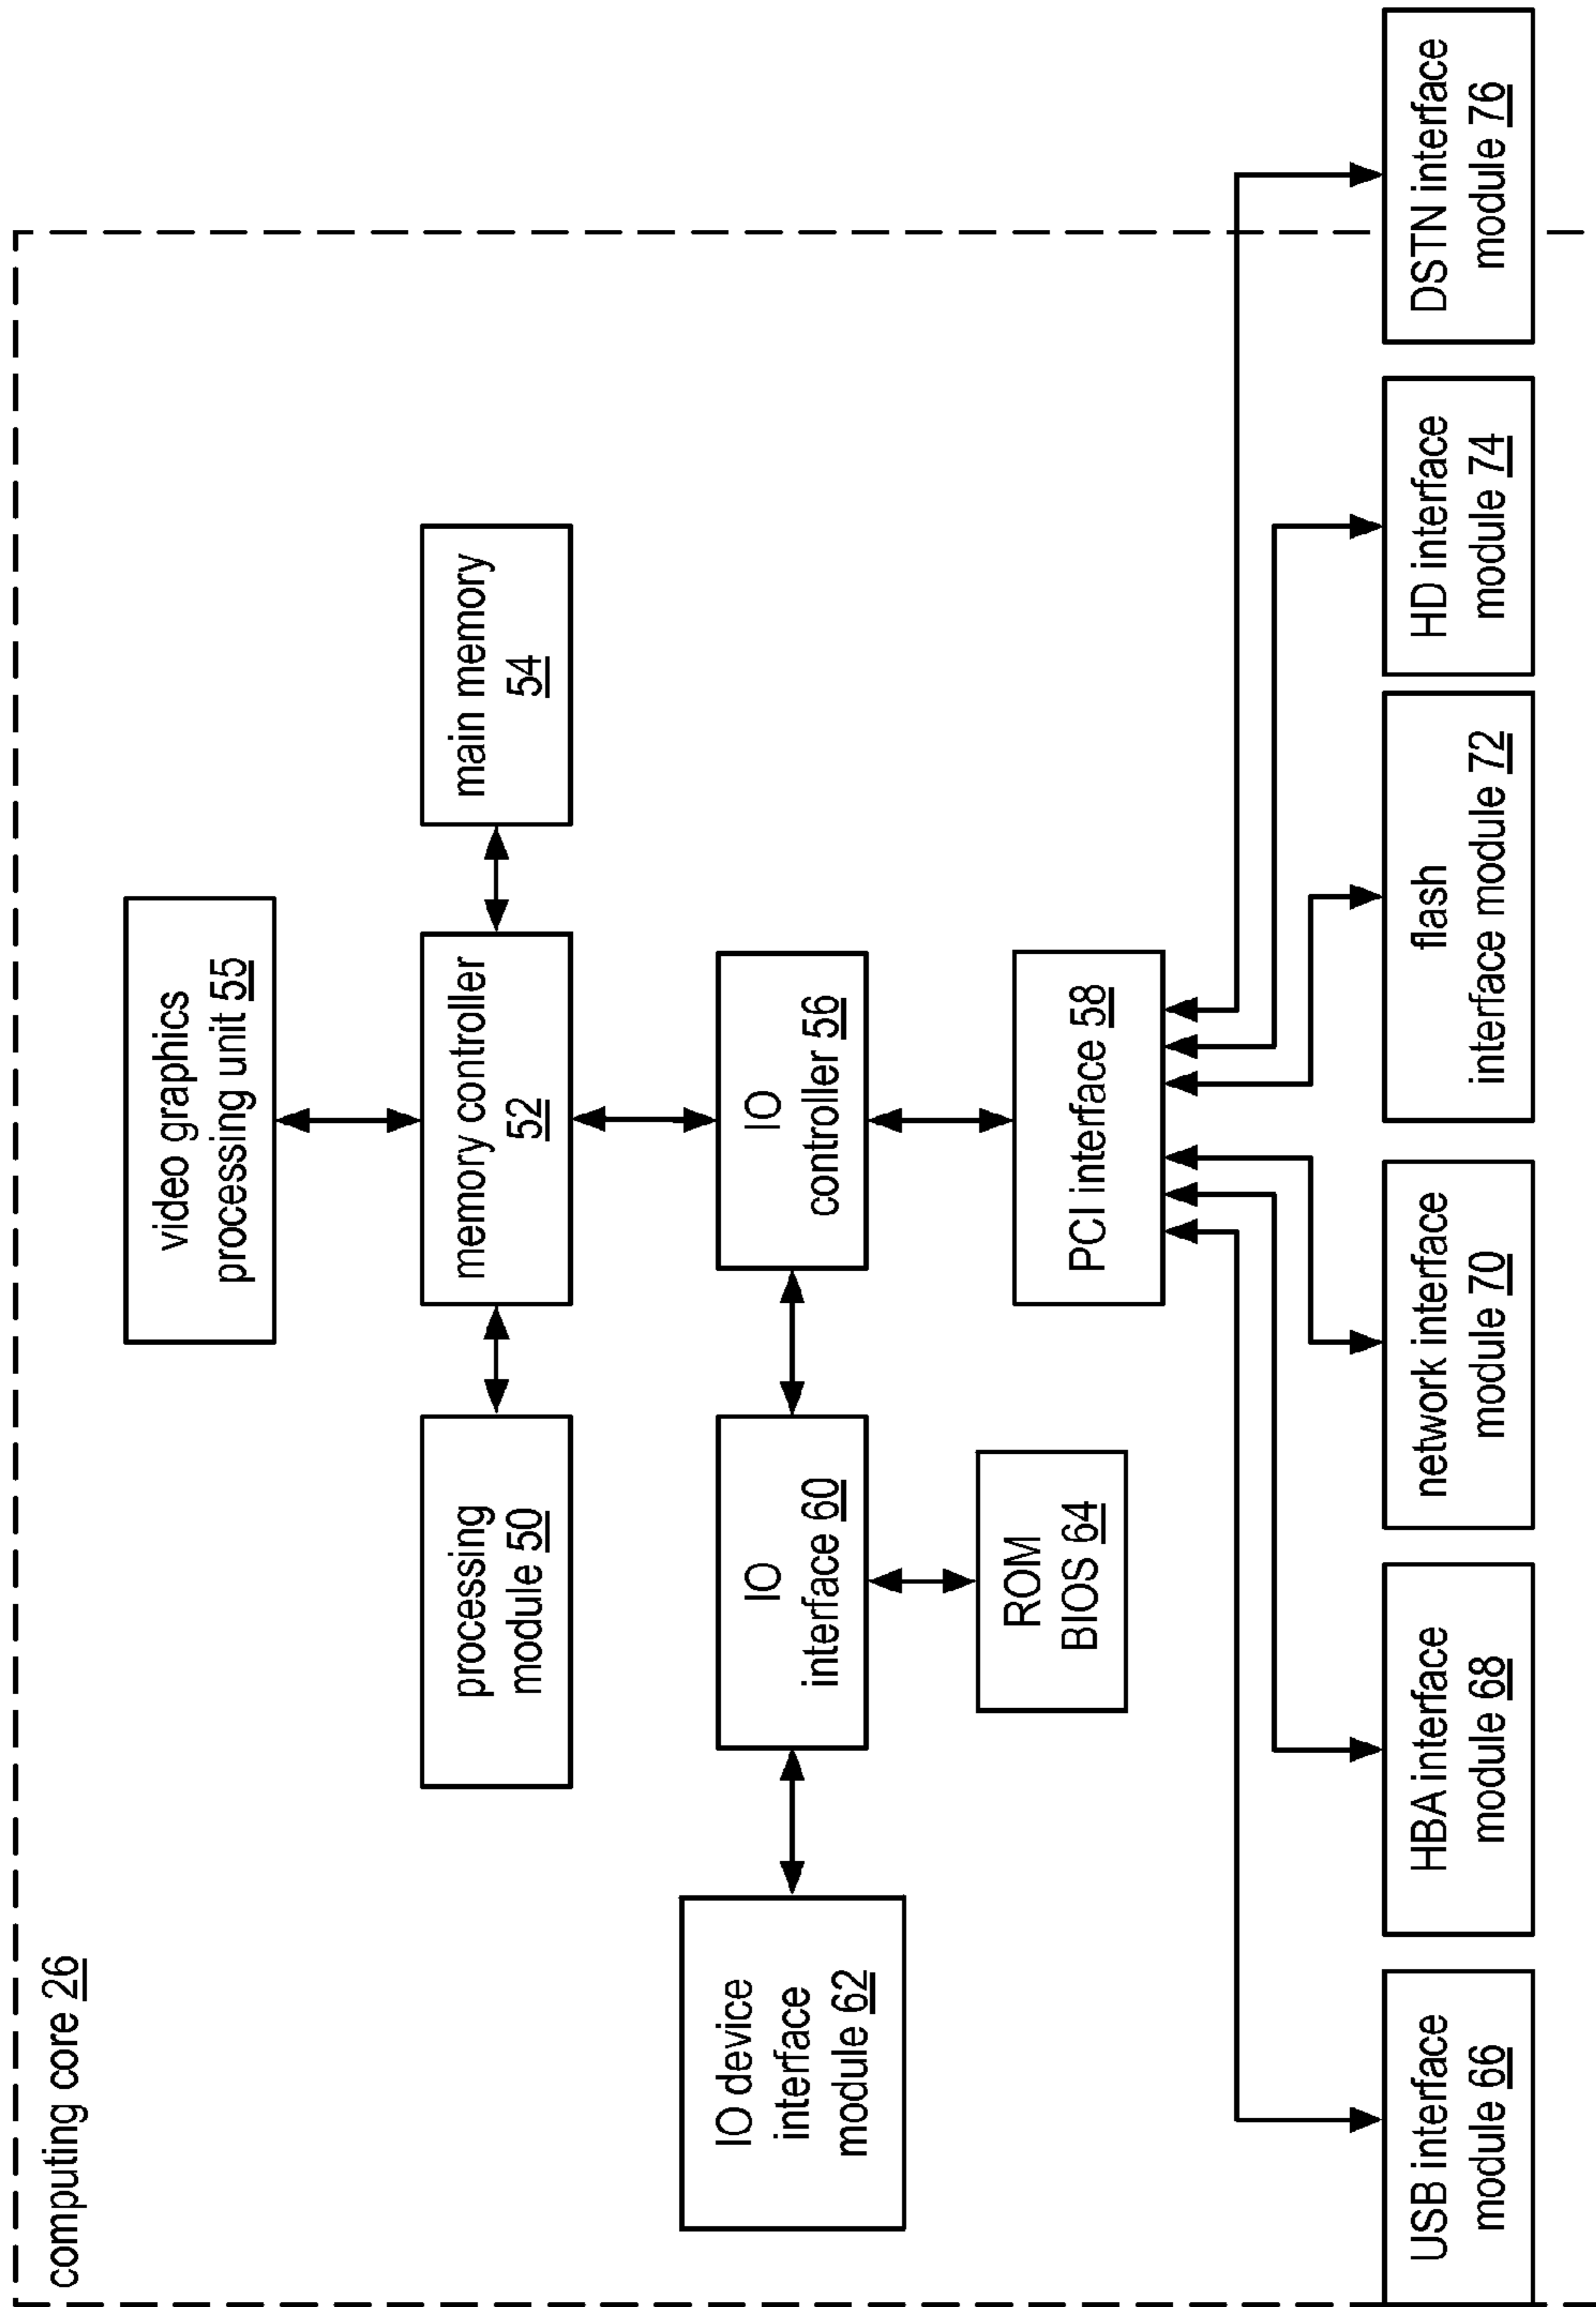 computing core 26
video graphics
processing unit 55
processing
module 50
memory controller
52
main memory
54
IO device
interface
module 62
IO
interface 60
IO
controller 56
ROM
BIOS 64
PCI interface 58
USB interface
module 66
HBA interface
module 68
network interface
module 70
flash
interface module 72
HD interface
module 74
DSTN interface
module 76